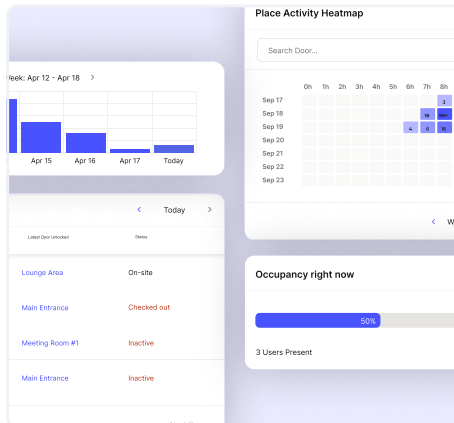 Place Activity Heatmap
Search Door...
0h 1h 2h 3h 4h 5h 6h 7h 8h
Sep 17 3
Sep 18 18 99+
Sep 19 4 6 16
Sep 20
Sep 21
Sep 22
Sep 23
Week: Apr 12 - Apr 18 >
Apr 15 Apr 16 Apr 17 Today
< Today >
Latest Door Unlocked Status
Lounge Area On-site
Main Entrance Checked out
Meeting Room #1 Inactive
Main Entrance Inactive
Occupancy right now
50%
3 Users Present